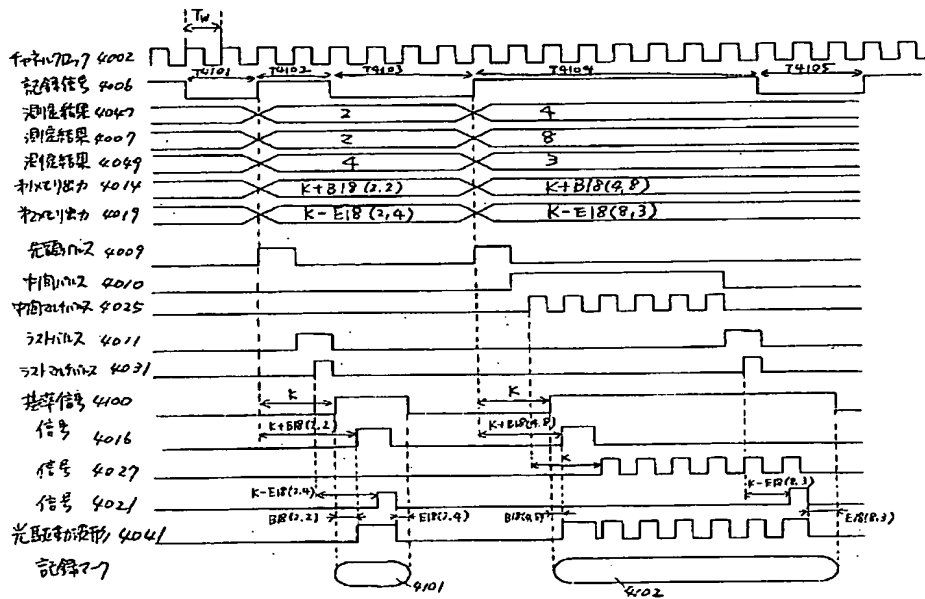 Tw
チャネルクロック 4002
T4101 T4102 T4103 T4104 T4105
記録信号 4006
測定結果 4047 2 4
測定結果 4007 2 8
測定結果 4049 4 3
オ1メモリ出力 4014 K+B18(2,2) K+B18(4,8)
オ2メモリ出力 4019 K-E18(2,4) K-E18(8,3)
先頭パルス 4009
中間パルス 4010
中間マルチパルス 4025
ラストパルス 4011
ラストマルチパルス 4031
K K
基準信号 4100
信号 4016 K+B18(2,2) K+B18(4,8)
K
信号 4027
K-E18(2,4) K-E18(8,3)
信号 4021
B18(2,2) E18(2,4) B18(4,8) E18(8,3)
光駆動波形 4041
記録マーク 4101 4102